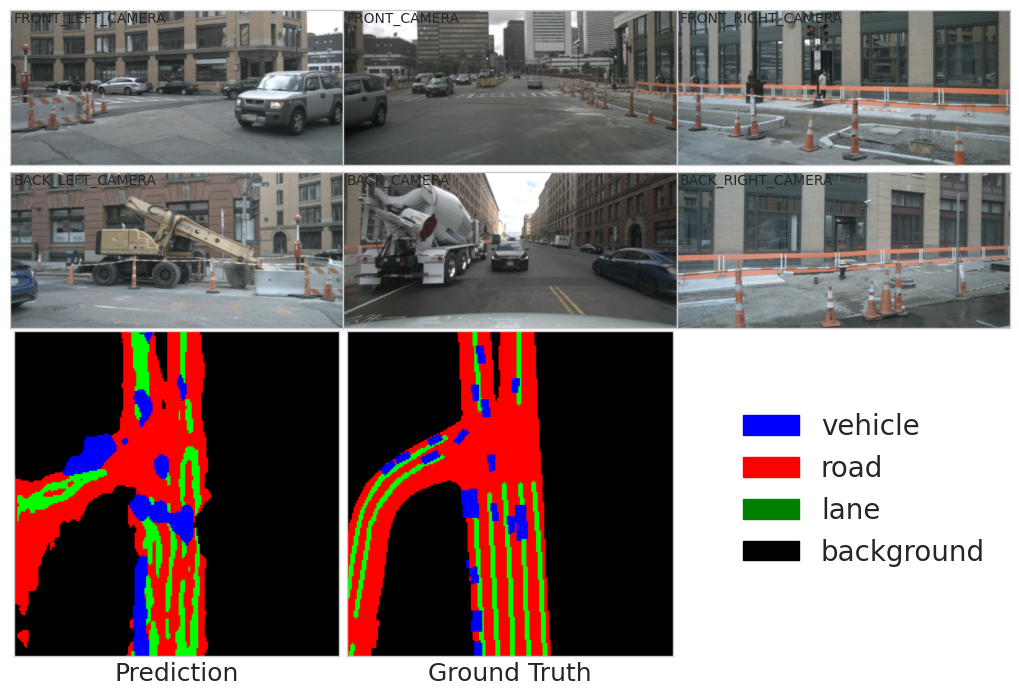 FRONT_LEFT_CAMERA
FRONT_CAMERA
FRONT_RIGHT_CAMERA
BACK_LEFT_CAMERA
BACK_CAMERA
BACK_RIGHT_CAMERA
vehicle
road
lane
background
Prediction
Ground Truth